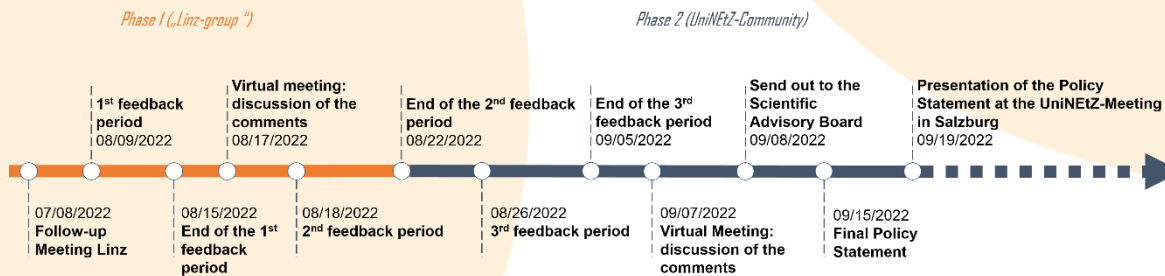 Phase 1 („Linz-group “)
Phase 2 (UniNEtZ-Community)
1st feedback
period
08/09/2022
Virtual meeting:
discussion of the
comments
08/17/2022
End of the 2nd feedback
period
08/22/2022
End of the 3rd
feedback period
09/05/2022
Send out to the
Scientific
Advisory Board
09/08/2022
Presentation of the Policy
Statement at the UniNEtZ-Meeting
in Salzburg
09/19/2022
07/08/2022
Follow-up
Meeting Linz
08/15/2022
End of the 1st
feedback
period
08/18/2022
2nd feedback period
08/26/2022
3rd feedback period
09/07/2022
Virtual Meeting:
discussion of the
comments
09/15/2022
Final Policy
Statement